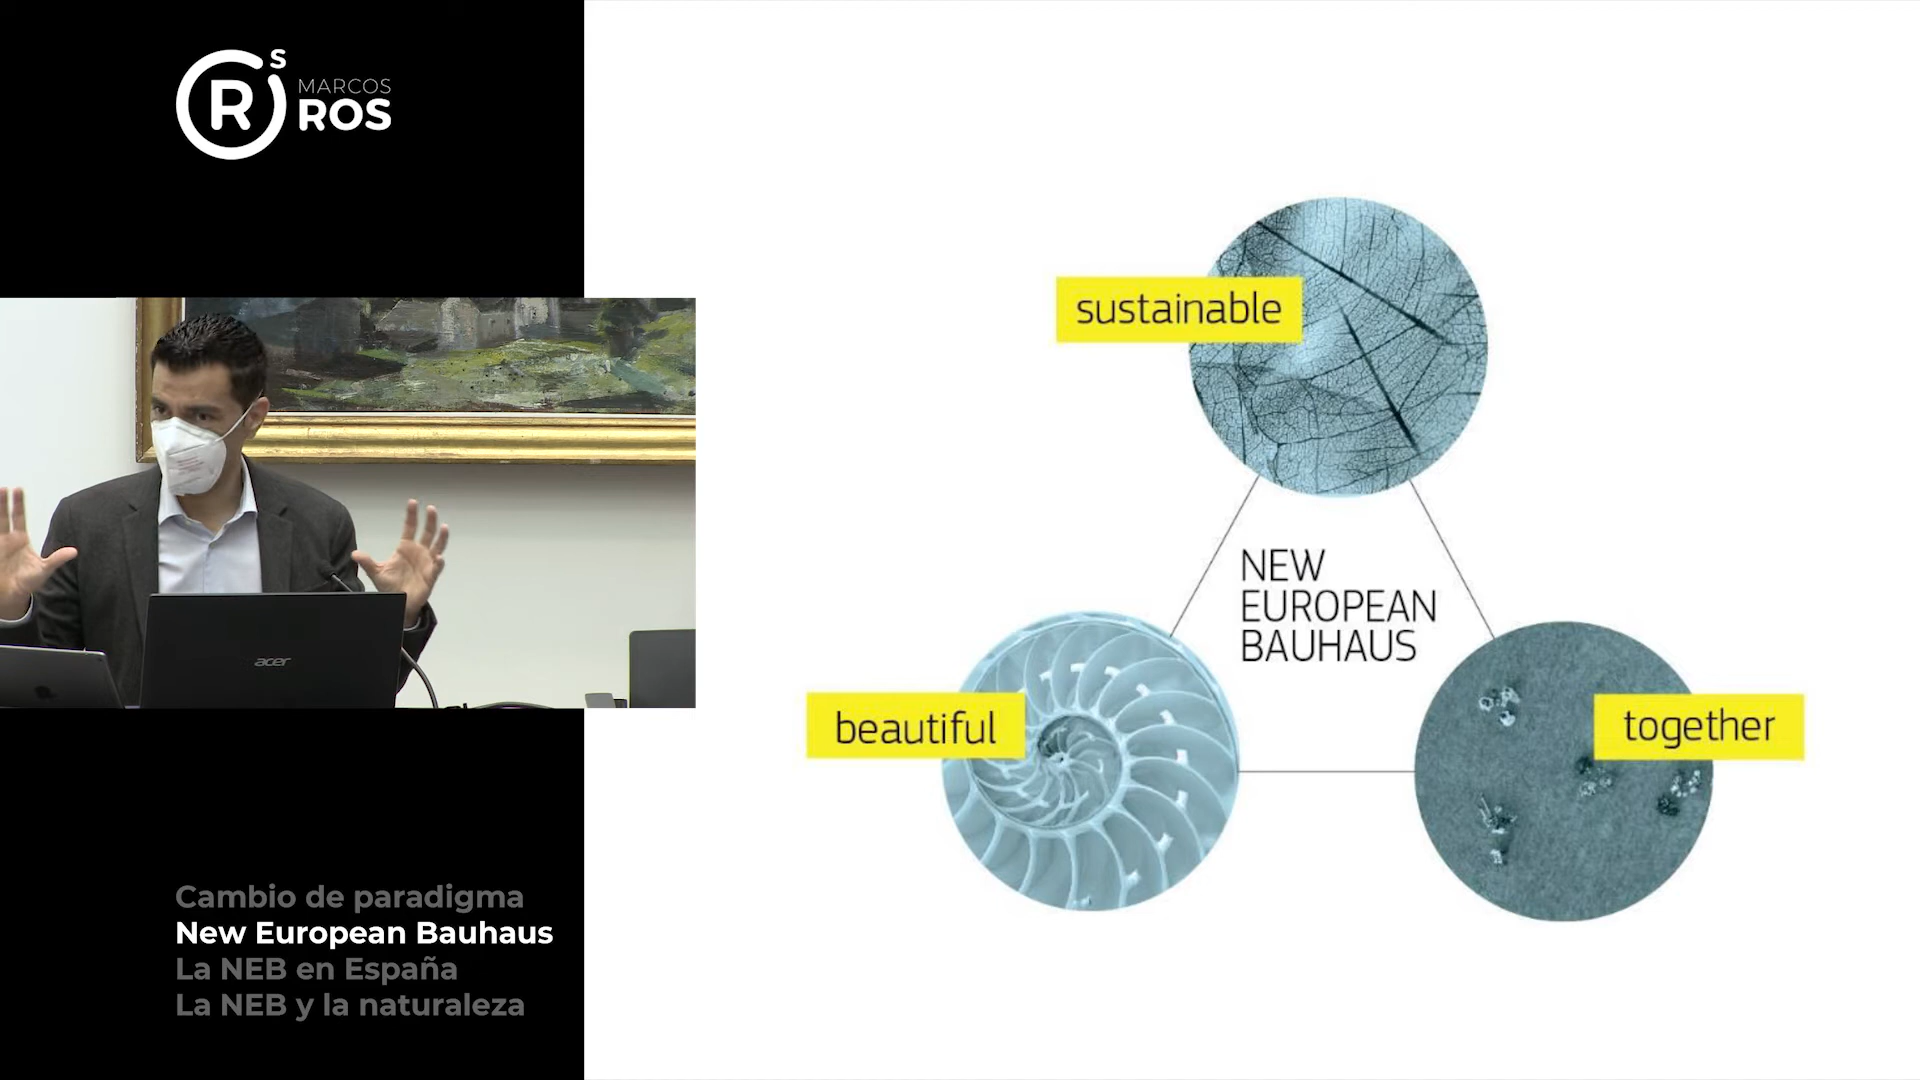 R S
MARCOS
ROS
sustainable
NEW
EUROPEAN
BAUHAUS
beautiful
together
acer
Cambio de paradigma
New European Bauhaus
La NEB en España
La NEB y la naturaleza